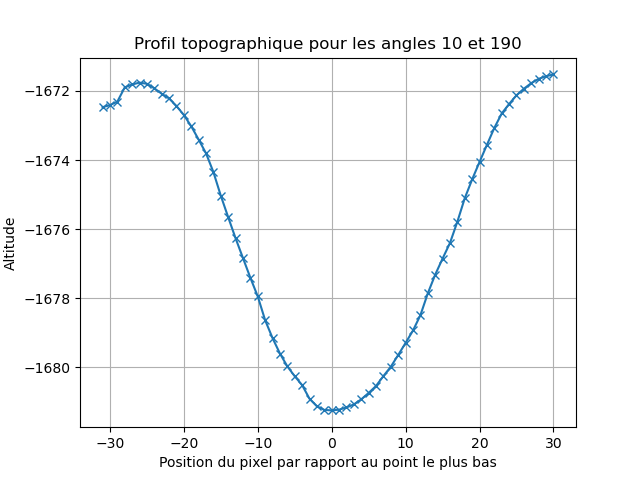 Profil topographique pour les angles 10 et 190
Altitude
−1672
−1674
−1676
−1678
−1680
−30 −20 −10 0 10 20 30
Position du pixel par rapport au point le plus bas